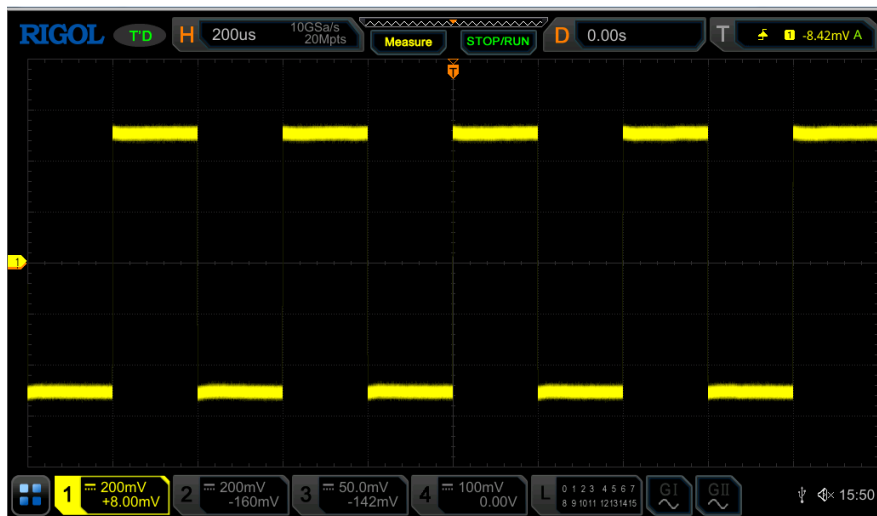 RIGOL T'D H 200us 10GSa/s 20Mpts Measure STOP/RUN D 0.00s T 1 -8.42mV A
T
1
1 200mV +8.00mV 2 200mV -160mV 3 50.0mV -142mV 4 100mV 0.00V L 0 1 2 3 4 5 6 7 8 9 10 11 12 13 14 15 GI GII 15:50